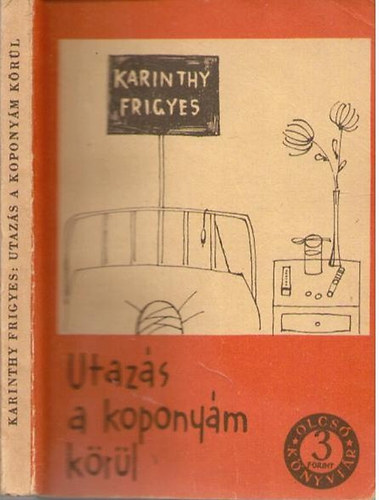 KARINTHY FRIGYES: UTAZÁS A KOPONYÁM KÖRÜL
KARINTHY
FRIGYES
Utazás
a koponyám
körül
OLCSÓ
3
FORINT
KÖNYVTÁR